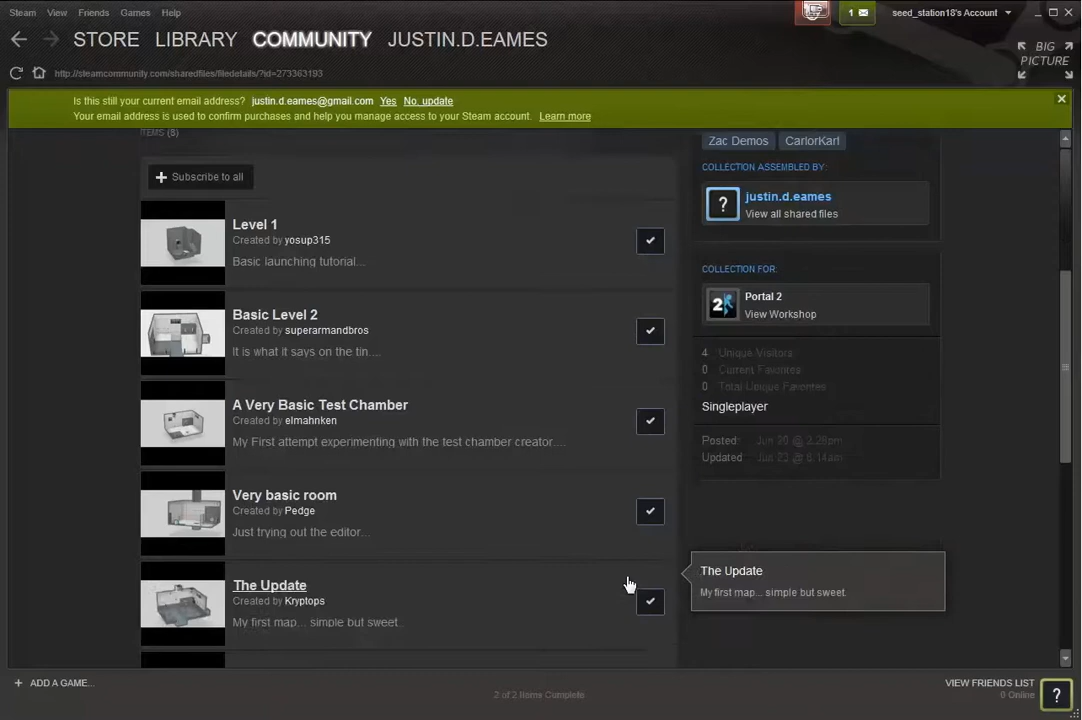 Steam View Friends Games Help
1
seed_station18's Account
STORE LIBRARY COMMUNITY JUSTIN.D.EAMES
BIG
PICTURE
http://steamcommunity.com/sharedfiles/filedetails/?id=273363193
Is this still your current email address? justin.d.eames@gmail.com Yes No, update
Your email address is used to confirm purchases and help you manage access to your Steam account. Learn more
ITEMS (8)
Subscribe to all
Level 1
Created by yosup315
Basic launching tutorial...
Basic Level 2
Created by superarmandbros
It is what it says on the tin....
A Very Basic Test Chamber
Created by elmahnken
My First attempt experimenting with the test chamber creator....
Very basic room
Created by Pedge
Just trying out the editor...
The Update
Created by Kryptops
My first map... simple but sweet.
Zac Demos CarlorKarl
COLLECTION ASSEMBLED BY:
? justin.d.eames
View all shared files
COLLECTION FOR:
2 Portal 2
View Workshop
4 Unique Visitors
0 Current Favorites
0 Total Unique Favorites
Singleplayer
Posted: Jun 20 @ 2:28pm
Updated Jun 23 @ 6:14am
The Update
My first map... simple but sweet.
+ ADD A GAME...
2 of 2 Items Complete
VIEW FRIENDS LIST
0 Online
?